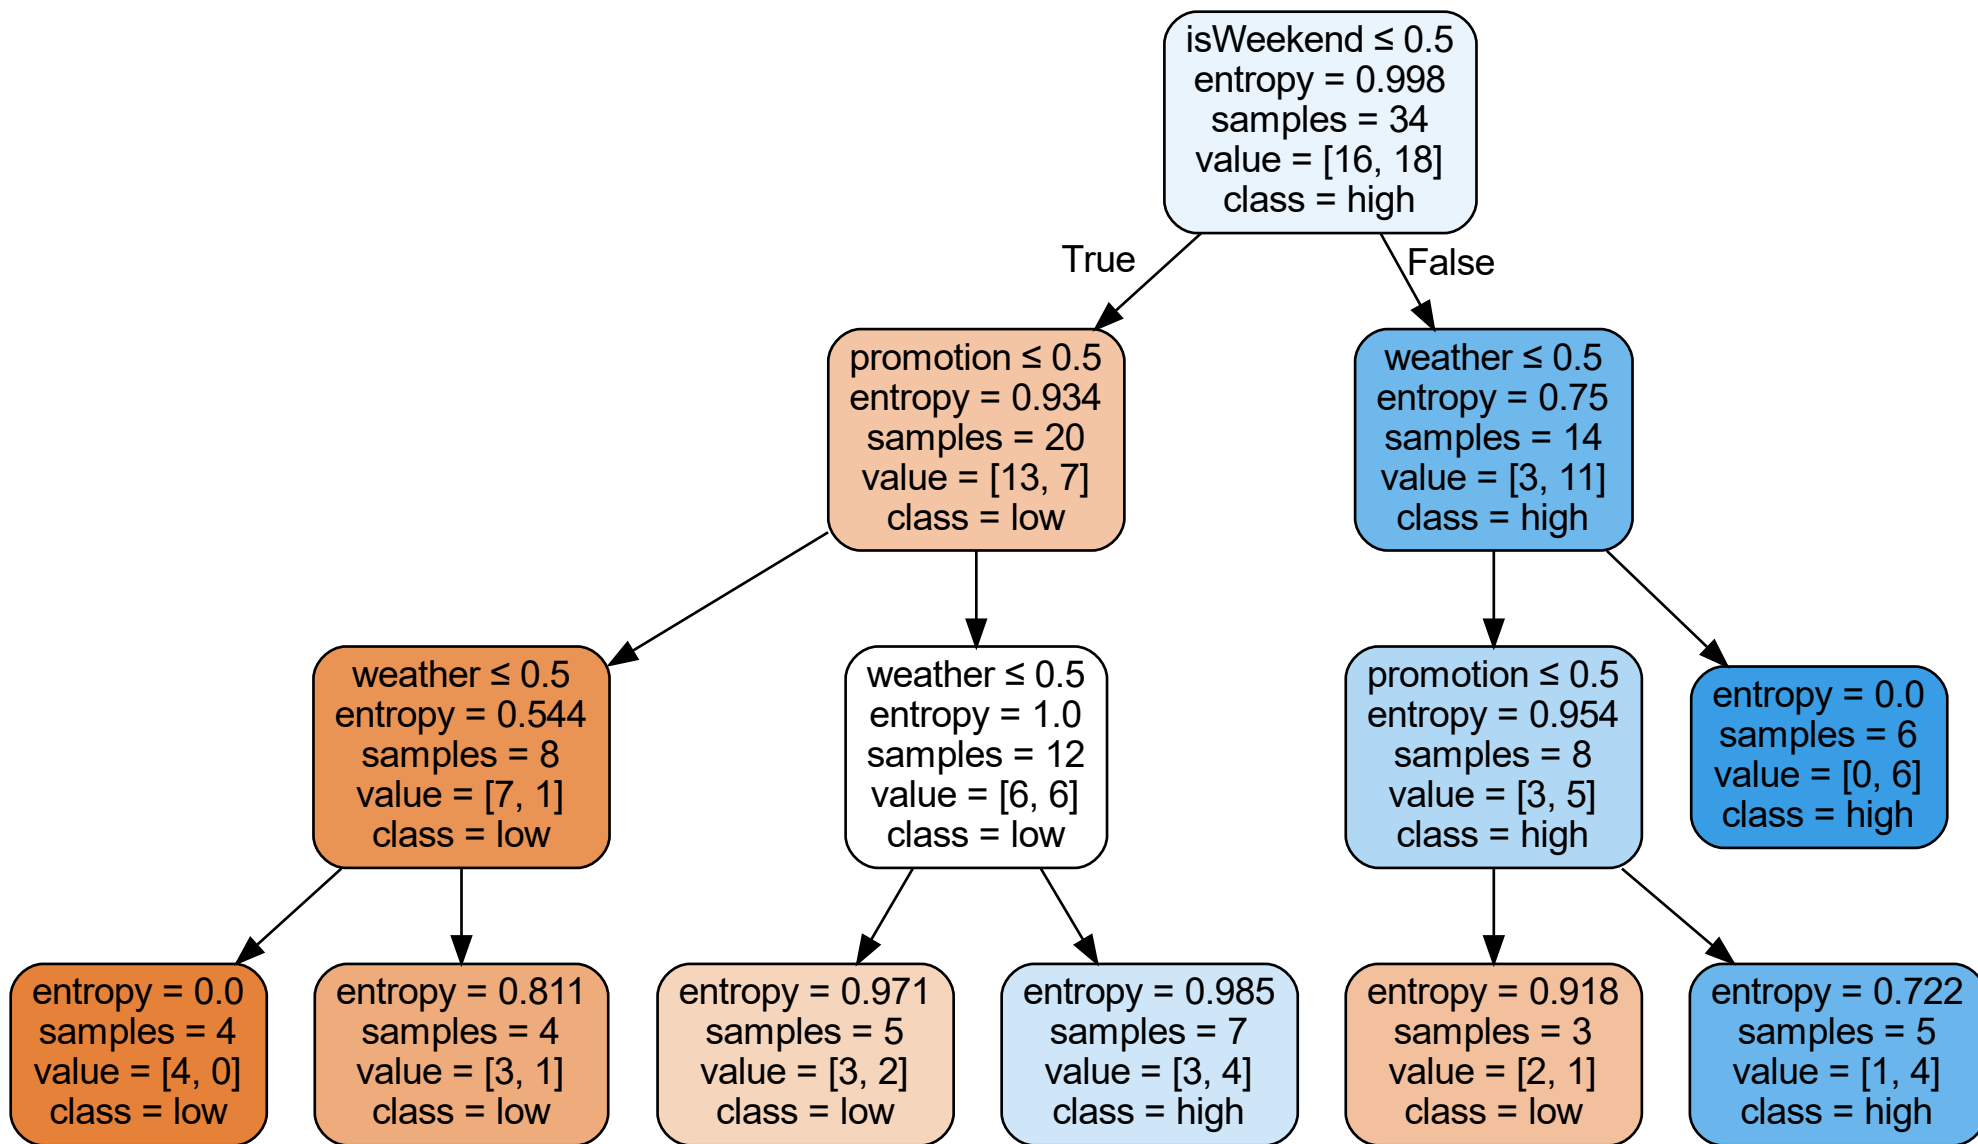 isWeekend ≤ 0.5
entropy = 0.998
samples = 34
value = [16, 18]
class = high
True
False
promotion ≤ 0.5
entropy = 0.934
samples = 20
value = [13, 7]
class = low
weather ≤ 0.5
entropy = 0.75
samples = 14
value = [3, 11]
class = high
weather ≤ 0.5
entropy = 0.544
samples = 8
value = [7, 1]
class = low
weather ≤ 0.5
entropy = 1.0
samples = 12
value = [6, 6]
class = low
promotion ≤ 0.5
entropy = 0.954
samples = 8
value = [3, 5]
class = high
entropy = 0.0
samples = 6
value = [0, 6]
class = high
entropy = 0.0
samples = 4
value = [4, 0]
class = low
entropy = 0.811
samples = 4
value = [3, 1]
class = low
entropy = 0.971
samples = 5
value = [3, 2]
class = low
entropy = 0.985
samples = 7
value = [3, 4]
class = high
entropy = 0.918
samples = 3
value = [2, 1]
class = low
entropy = 0.722
samples = 5
value = [1, 4]
class = high